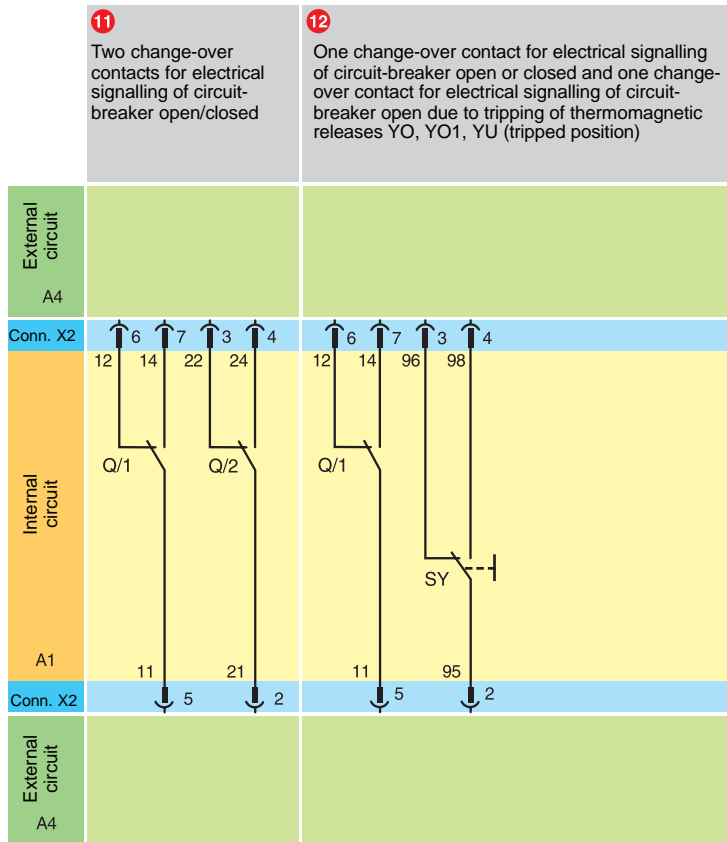 11
Two change-over
contacts for electrical
signalling of circuit-
breaker open/closed
12
One change-over contact for electrical signalling
of circuit-breaker open or closed and one change-
over contact for electrical signalling of circuit-
breaker open due to tripping of thermomagnetic
releases YO, YO1, YU (tripped position)
External
circuit
A4
Conn. X2
6 7 3 4
6 7 3 4
12 14 22 24
12 14 96 98
Internal
circuit
Q/1 Q/2
Q/1
SY
A1
11 21
11 95
Conn. X2
5 2
5 2
External
circuit
A4